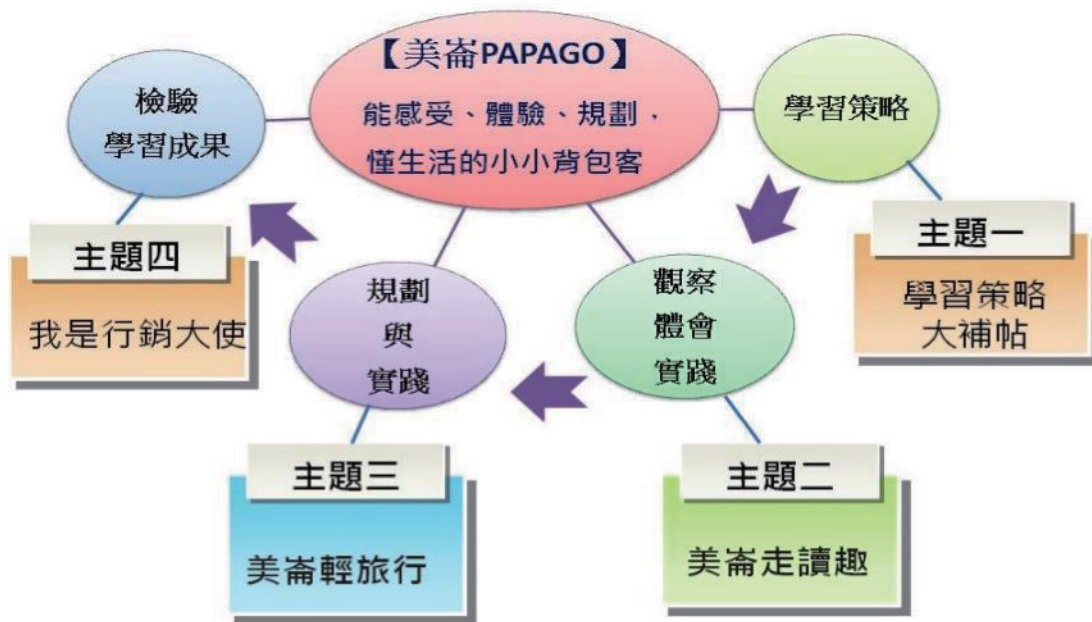 【美崙PAPAGO】
能感受、體驗、規劃，
懂生活的小小背包客
學習策略
主題一
學習策略
大補帖
觀察
體會
實踐
主題二
美崙走讀趣
規劃
與
實踐
主題三
美崙輕旅行
檢驗
學習成果
主題四
我是行銷大使